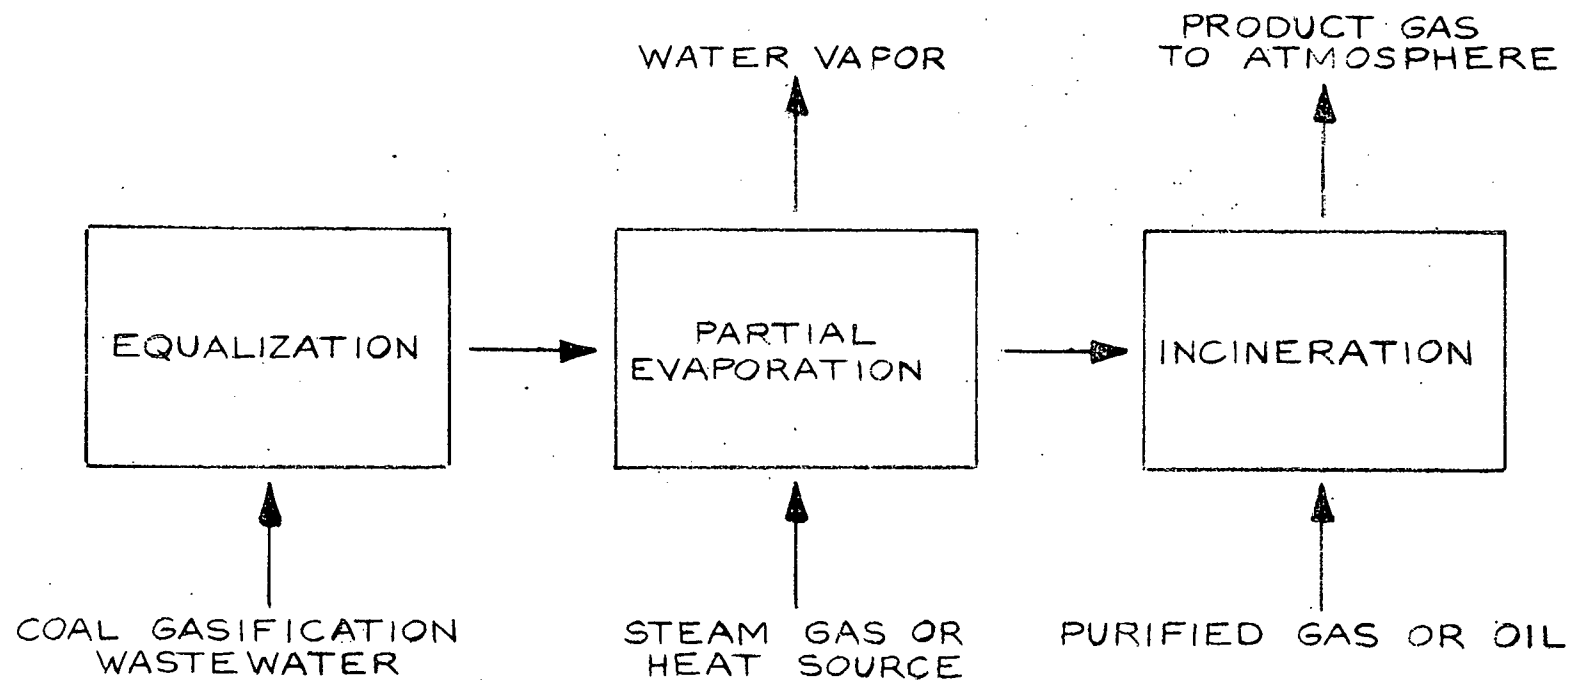 WATER VAPOR
PRODUCT GAS
TO ATMOSPHERE
EQUALIZATION
PARTIAL
EVAPORATION
INCINERATION
COAL GASIFICATION
WASTEWATER
STEAM GAS OR
HEAT SOURCE
PURIFIED GAS OR OIL